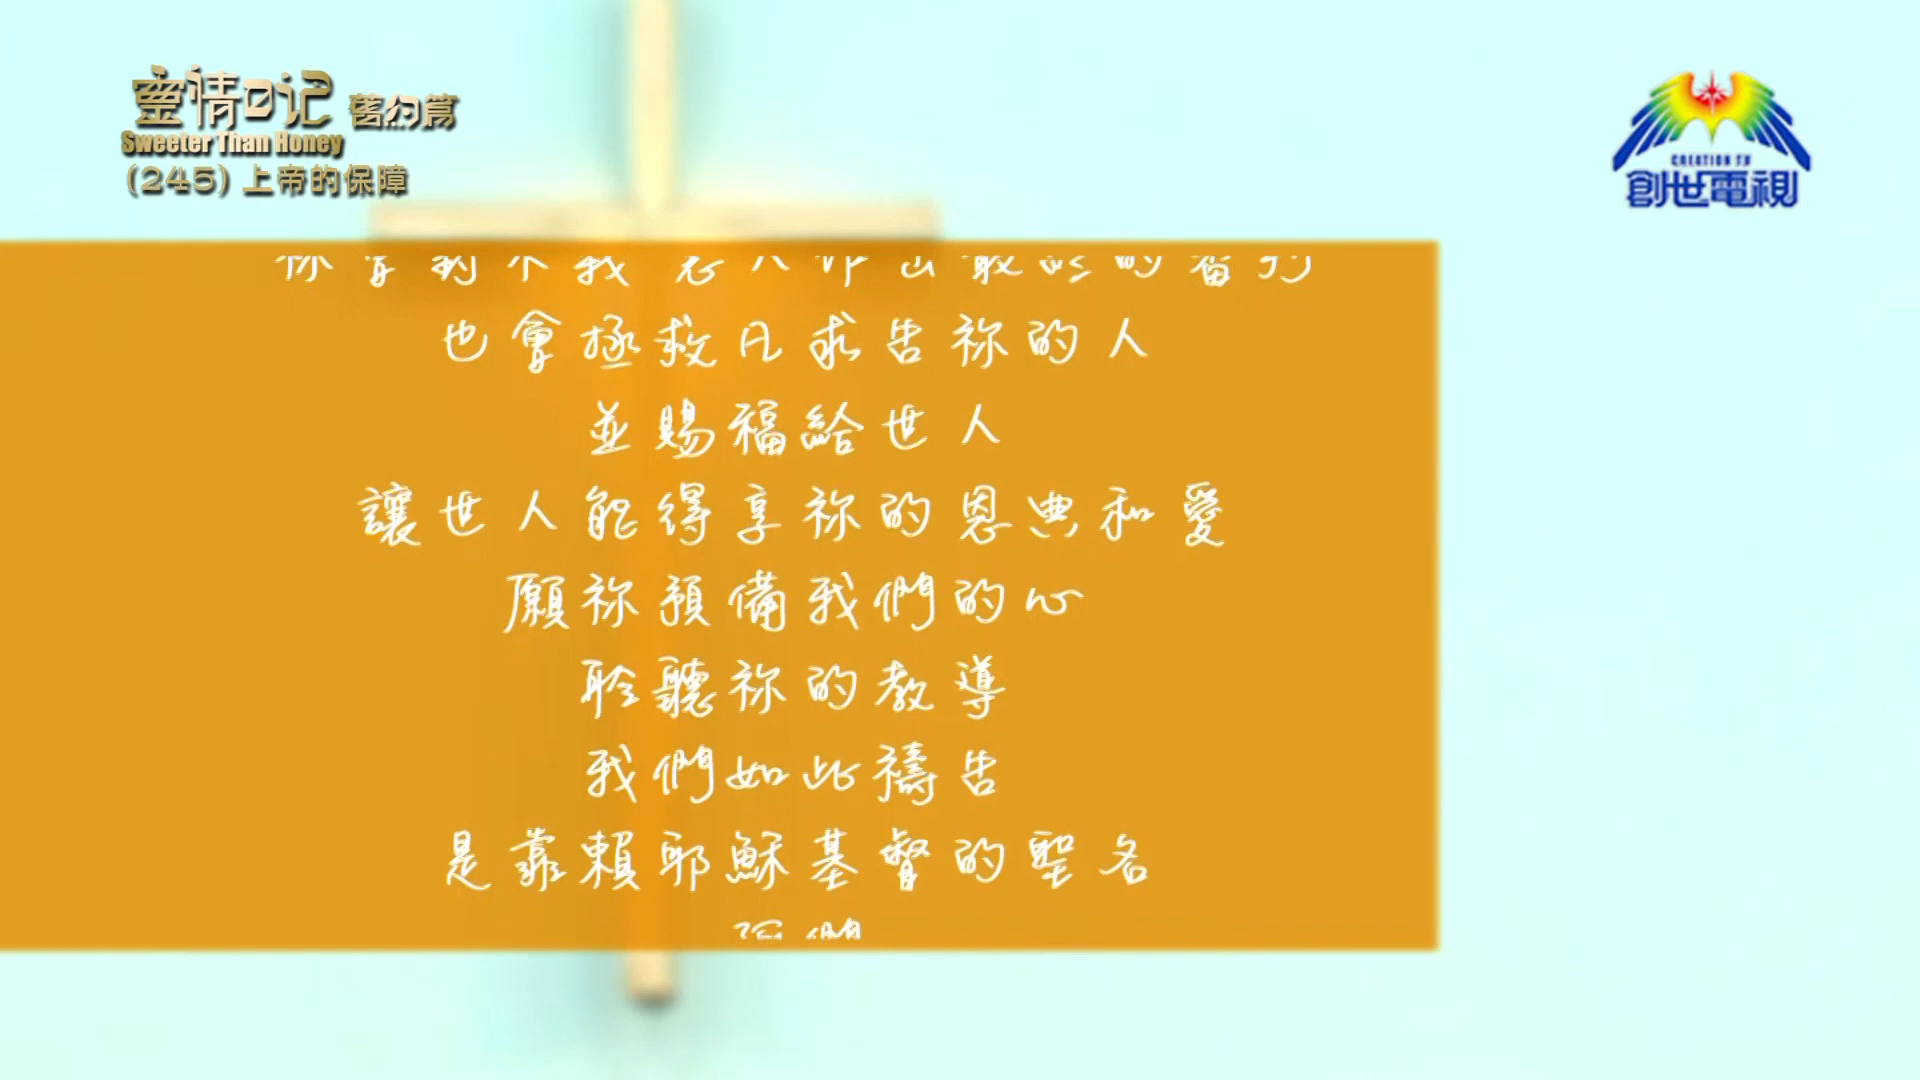 靈情日记 舊約篇
Sweeter Than Honey
(245) 上帝的保障
CREATION TV
創世電視
也會拯救凡求告祢的人
並賜福給世人
讓世人能得享祢的恩典和愛
願祢預備我們的心
聆聽祢的教導
我們如此禱告
是靠賴耶穌基督的聖名